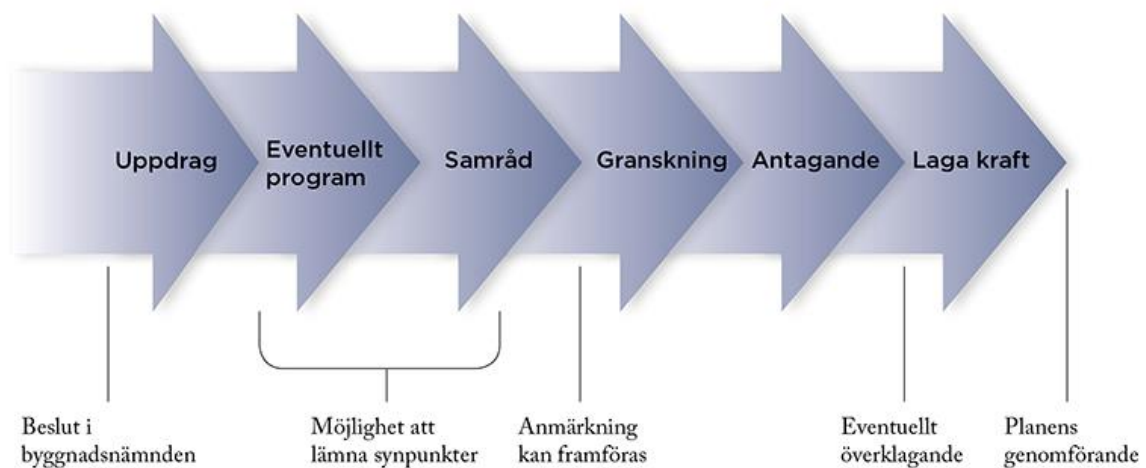 Uppdrag
Eventuellt
program
Samråd
Granskning
Antagande
Laga kraft
Beslut i
byggnadsnämnden
Möjlighet att
lämna synpunkter
Anmärkning
kan framföras
Eventuellt
överklagande
Planens
genomförande